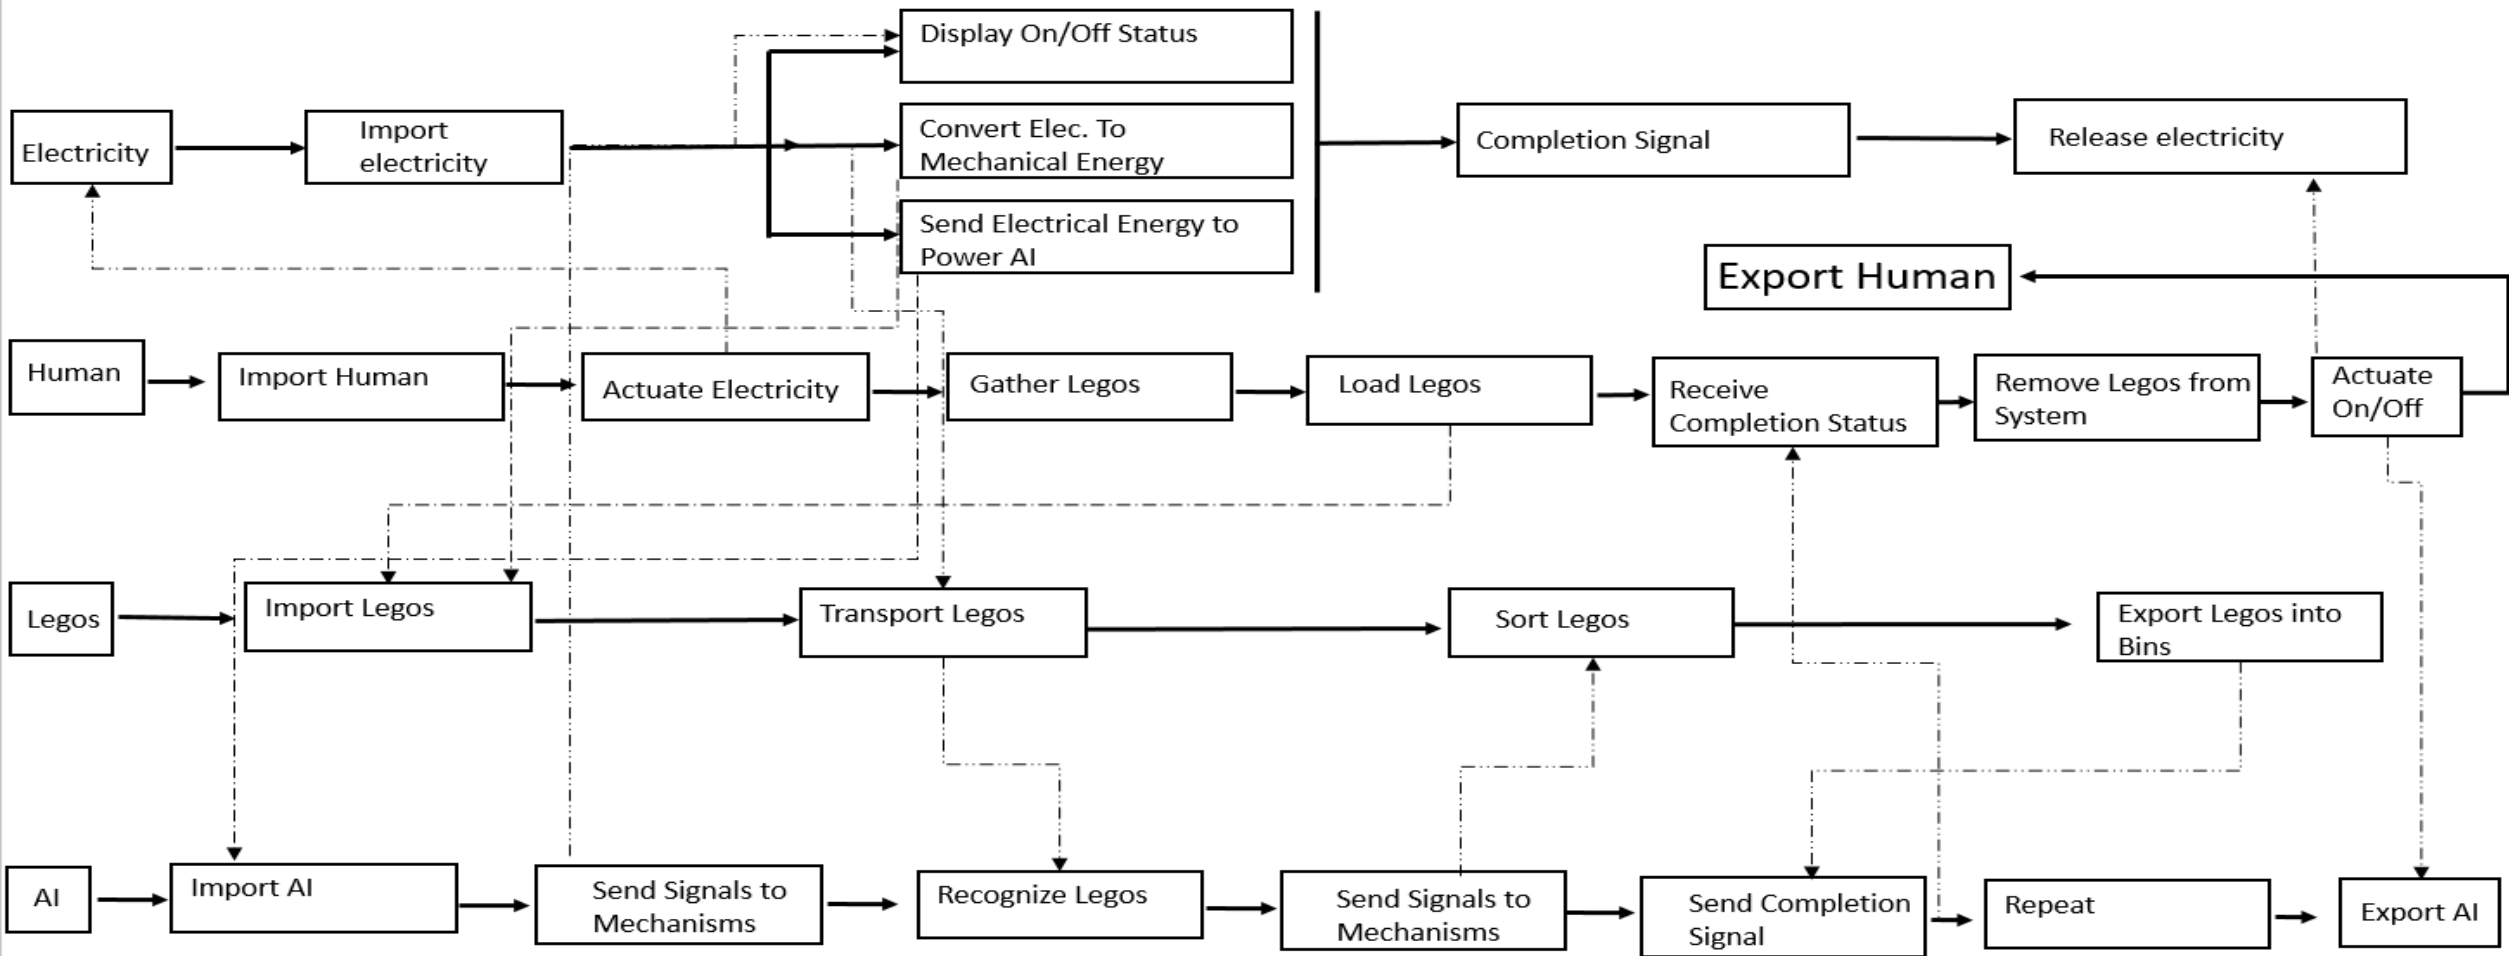 Display On/Off Status
Electricity
Import
electricity
Convert Elec. To
Mechanical Energy
Completion Signal
Release electricity
Send Electrical Energy to
Power AI
Export Human
Human
Import Human
Actuate Electricity
Gather Legos
Load Legos
Receive
Completion Status
Remove Legos from
System
Actuate
On/Off
Legos
Import Legos
Transport Legos
Sort Legos
Export Legos into
Bins
AI
Import AI
Send Signals to
Mechanisms
Recognize Legos
Send Signals to
Mechanisms
Send Completion
Signal
Repeat
Export AI